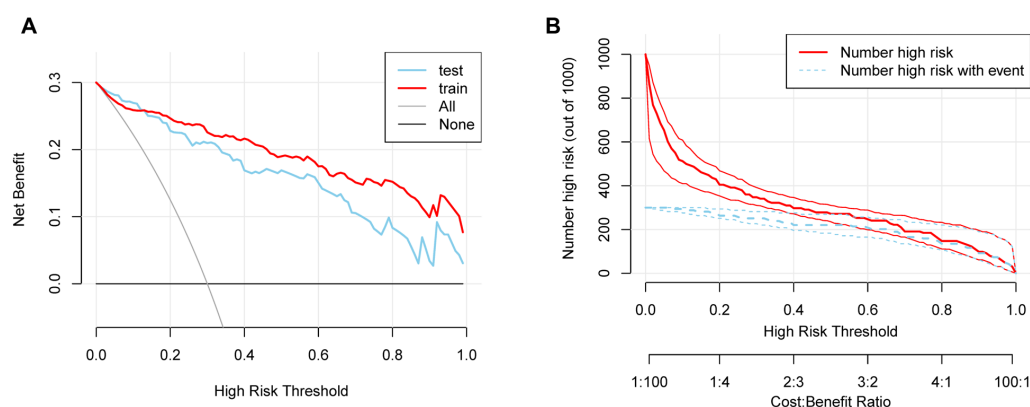 A
Net Benefit
0.3
0.2
0.1
0.0
test
train
All
None
0.0 0.2 0.4 0.6 0.8 1.0
High Risk Threshold
B
Number high risk (out of 1000)
1000
800
600
400
200
0
Number high risk
Number high risk with event
0.0 0.2 0.4 0.6 0.8 1.0
High Risk Threshold
1:100 1:4 2:3 3:2 4:1 100:1
Cost:Benefit Ratio